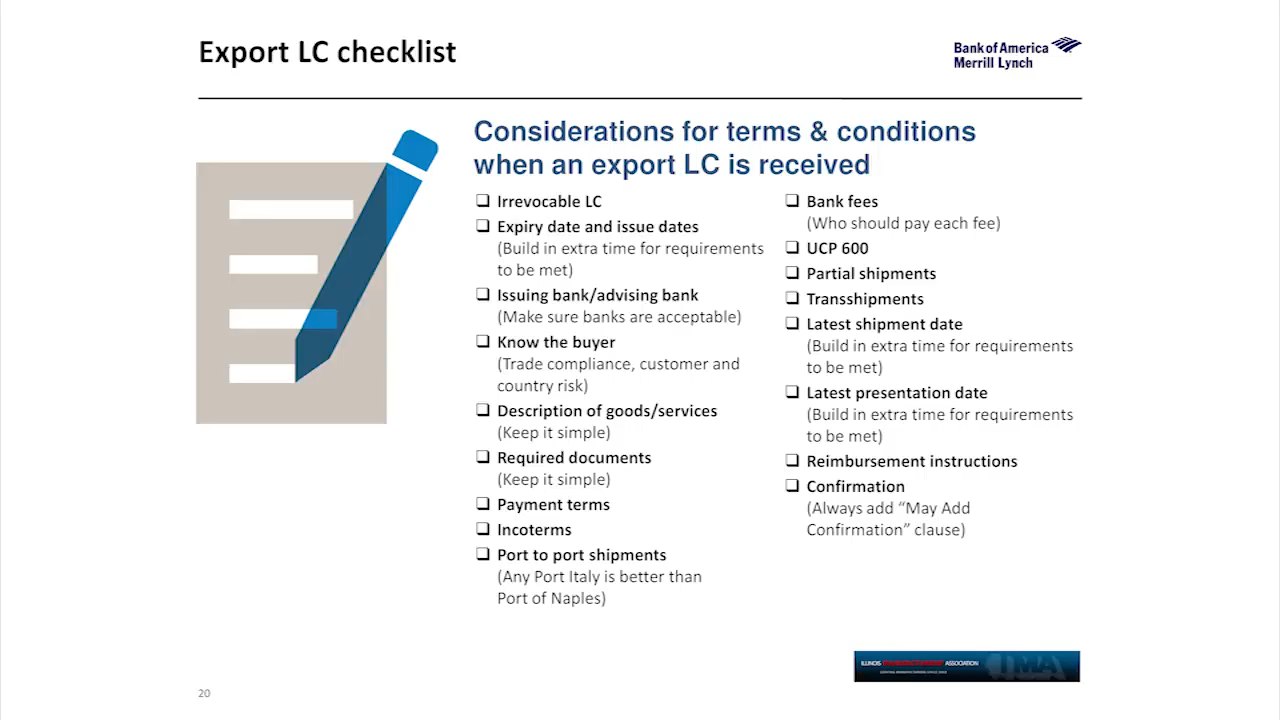 Export LC checklist
Bank of America
Merrill Lynch
Considerations for terms & conditions
when an export LC is received
❑ Irrevocable LC
❑ Expiry date and issue dates
(Build in extra time for requirements
to be met)
❑ Issuing bank/advising bank
(Make sure banks are acceptable)
❑ Know the buyer
(Trade compliance, customer and
country risk)
❑ Description of goods/services
(Keep it simple)
❑ Required documents
(Keep it simple)
❑ Payment terms
❑ Incoterms
❑ Port to port shipments
(Any Port Italy is better than
Port of Naples)
❑ Bank fees
(Who should pay each fee)
❑ UCP 600
❑ Partial shipments
❑ Transshipments
❑ Latest shipment date
(Build in extra time for requirements
to be met)
❑ Latest presentation date
(Build in extra time for requirements
to be met)
❑ Reimbursement instructions
❑ Confirmation
(Always add “May Add
Confirmation” clause)
ILLINOIS ASSOCIATION
IMA
20